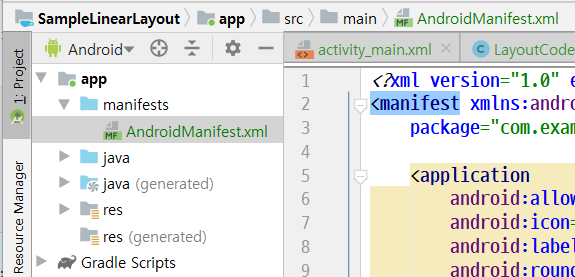 SampleLinearLayout app src main AndroidManifest.xml
1: Project
Resource Manager
Android
app
manifests
AndroidManifest.xml
java
java (generated)
res
res (generated)
Gradle Scripts
activity_main.xml LayoutCode
1 <?xml version="1.0" e
2 <manifest xmlns:andro
3 package="com.exam
4
5 <application
6 android:allow
7 android:icon=
8 android:label
9 android:round